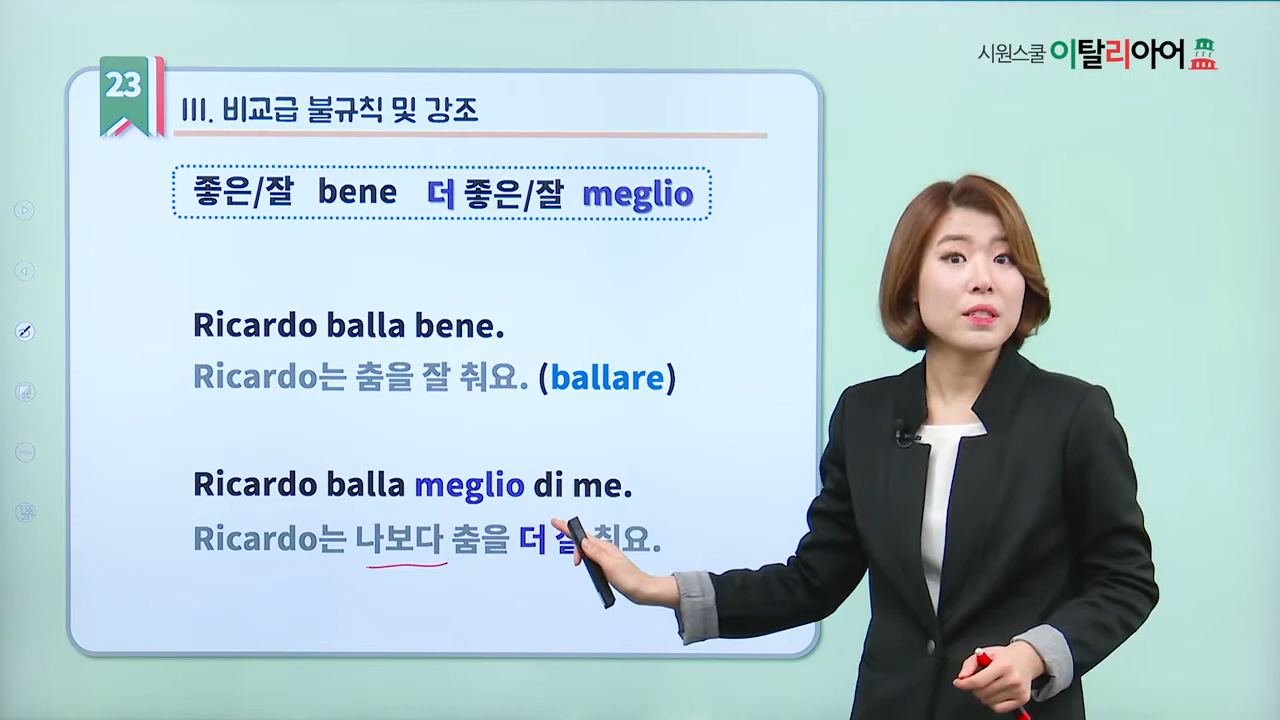 시원스쿨 이탈리아어
23
III. 비교급 불규칙 및 강조
좋은/잘 bene 더 좋은/잘 meglio
Ricardo balla bene.
Ricardo는 춤을 잘 춰요. (ballare)
Ricardo balla meglio di me.
Ricardo는 나보다 춤을 더 잘 춰요.